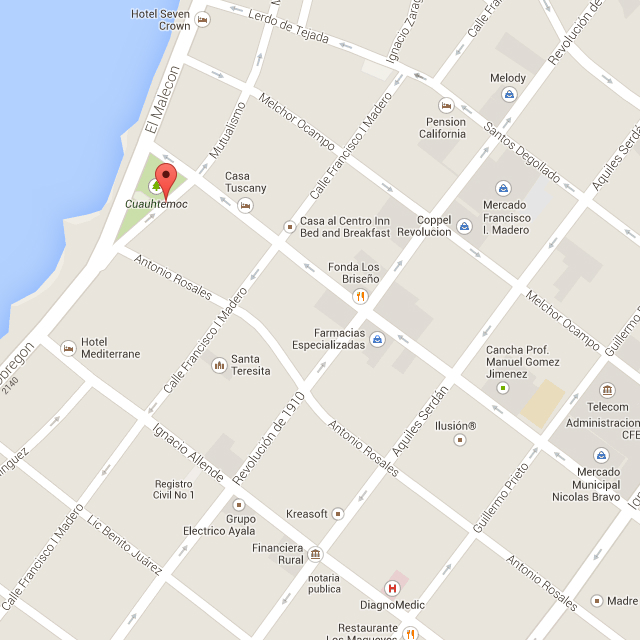 Hotel Seven
Crown
Lerdo de Tejada
Calle Francisco I Madero
Revolución de
El Malecon
Mutualismo
Melody
Melchor Ocampo
Calle Francisco I Madero
Pension
California
Santos Degollado
Aquiles Serdán
Casa
Tuscany
Cuauhtemoc
Casa al Centro Inn
Bed and Breakfast
Coppel
Revolucion
Mercado
Francisco
I. Madero
Antonio Rosales
Fonda Los
Briseño
Melchor Ocampo
Calle Francisco I Madero
Farmacias
Especializadas
Guillermo
Obregon
2140
Hotel
Mediterrane
Santa
Teresita
Cancha Prof.
Manuel Gomez
Jimenez
Telecom
Administracion
CFE
Ignacio Allende
Revolución de 1910
Antonio Rosales
Aquiles Serdán
Ilusión®
Mercado
Municipal
Nicolas Bravo
Registro
Civil No 1
Guillermo Prieto
Grupo
Electrico Ayala
Kreasoft
Lic Benito Juárez
Financiera
Rural
Antonio Rosales
Calle Francisco I Madero
notaria
publica
DiagnoMedic
Madre
Restaurante